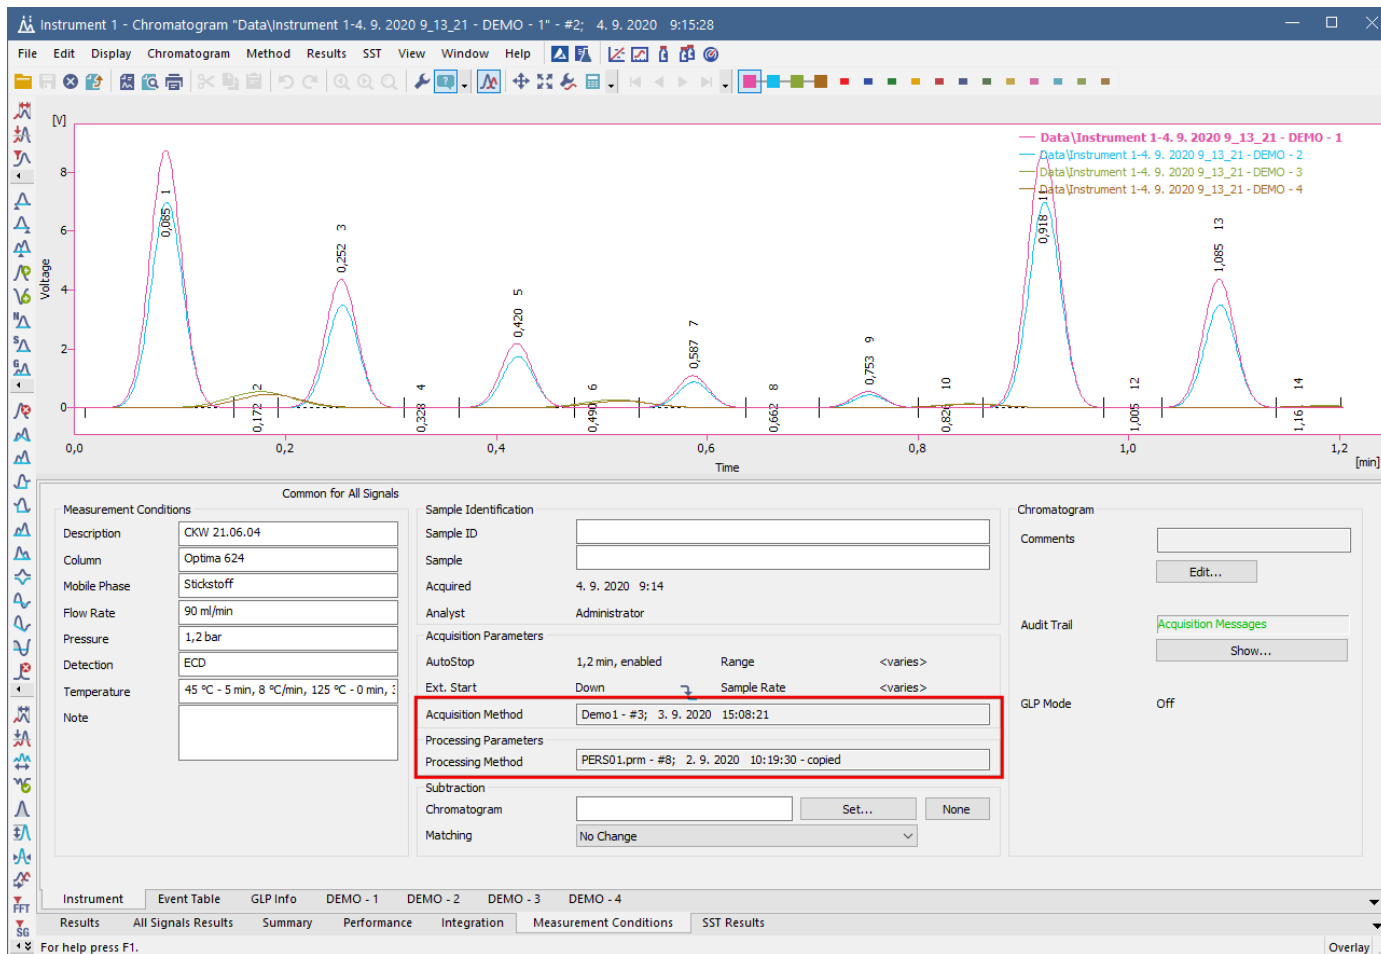 Instrument 1 - Chromatogram "Data\Instrument 1-4. 9. 2020 9_13_21 - DEMO - 1" - #2; 4. 9. 2020 9:15:28
File Edit Display Chromatogram Method Results SST View Window Help
[V]
Data\Instrument 1-4. 9. 2020 9_13_21 - DEMO - 1
Data\Instrument 1-4. 9. 2020 9_13_21 - DEMO - 2
Data\Instrument 1-4. 9. 2020 9_13_21 - DEMO - 3
Data\Instrument 1-4. 9. 2020 9_13_21 - DEMO - 4
8
6
4
2
0
Voltage
0,085 1
0,172 2
0,252 3
0,328 4
0,420 5
0,490 6
0,587 7
0,662 8
0,753 9
0,820 10
0,918 11
1,005 12
1,085 13
1,16 14
0,0 0,2 0,4 0,6 0,8 1,0 1,2
Time
[min]
Common for All Signals
Measurement Conditions
Description CKW 21.06.04
Column Optima 624
Mobile Phase Stickstoff
Flow Rate 90 ml/min
Pressure 1,2 bar
Detection ECD
Temperature 45 °C - 5 min, 8 °C/min, 125 °C - 0 min,
Note
Sample Identification
Sample ID
Sample
Acquired 4. 9. 2020 9:14
Analyst Administrator
Acquisition Parameters
AutoStop 1,2 min, enabled Range <varies>
Ext. Start Down Sample Rate <varies>
Acquisition Method Demo1 - #3; 3. 9. 2020 15:08:21
Processing Parameters
Processing Method PERS01.prm - #8; 2. 9. 2020 10:19:30 - copied
Subtraction
Chromatogram Set... None
Matching No Change
Chromatogram
Comments
Edit...
Audit Trail Acquisition Messages
Show...
GLP Mode Off
Instrument Event Table GLP Info DEMO - 1 DEMO - 2 DEMO - 3 DEMO - 4
Results All Signals Results Summary Performance Integration Measurement Conditions SST Results
FFT
SG
For help press F1. Overlay